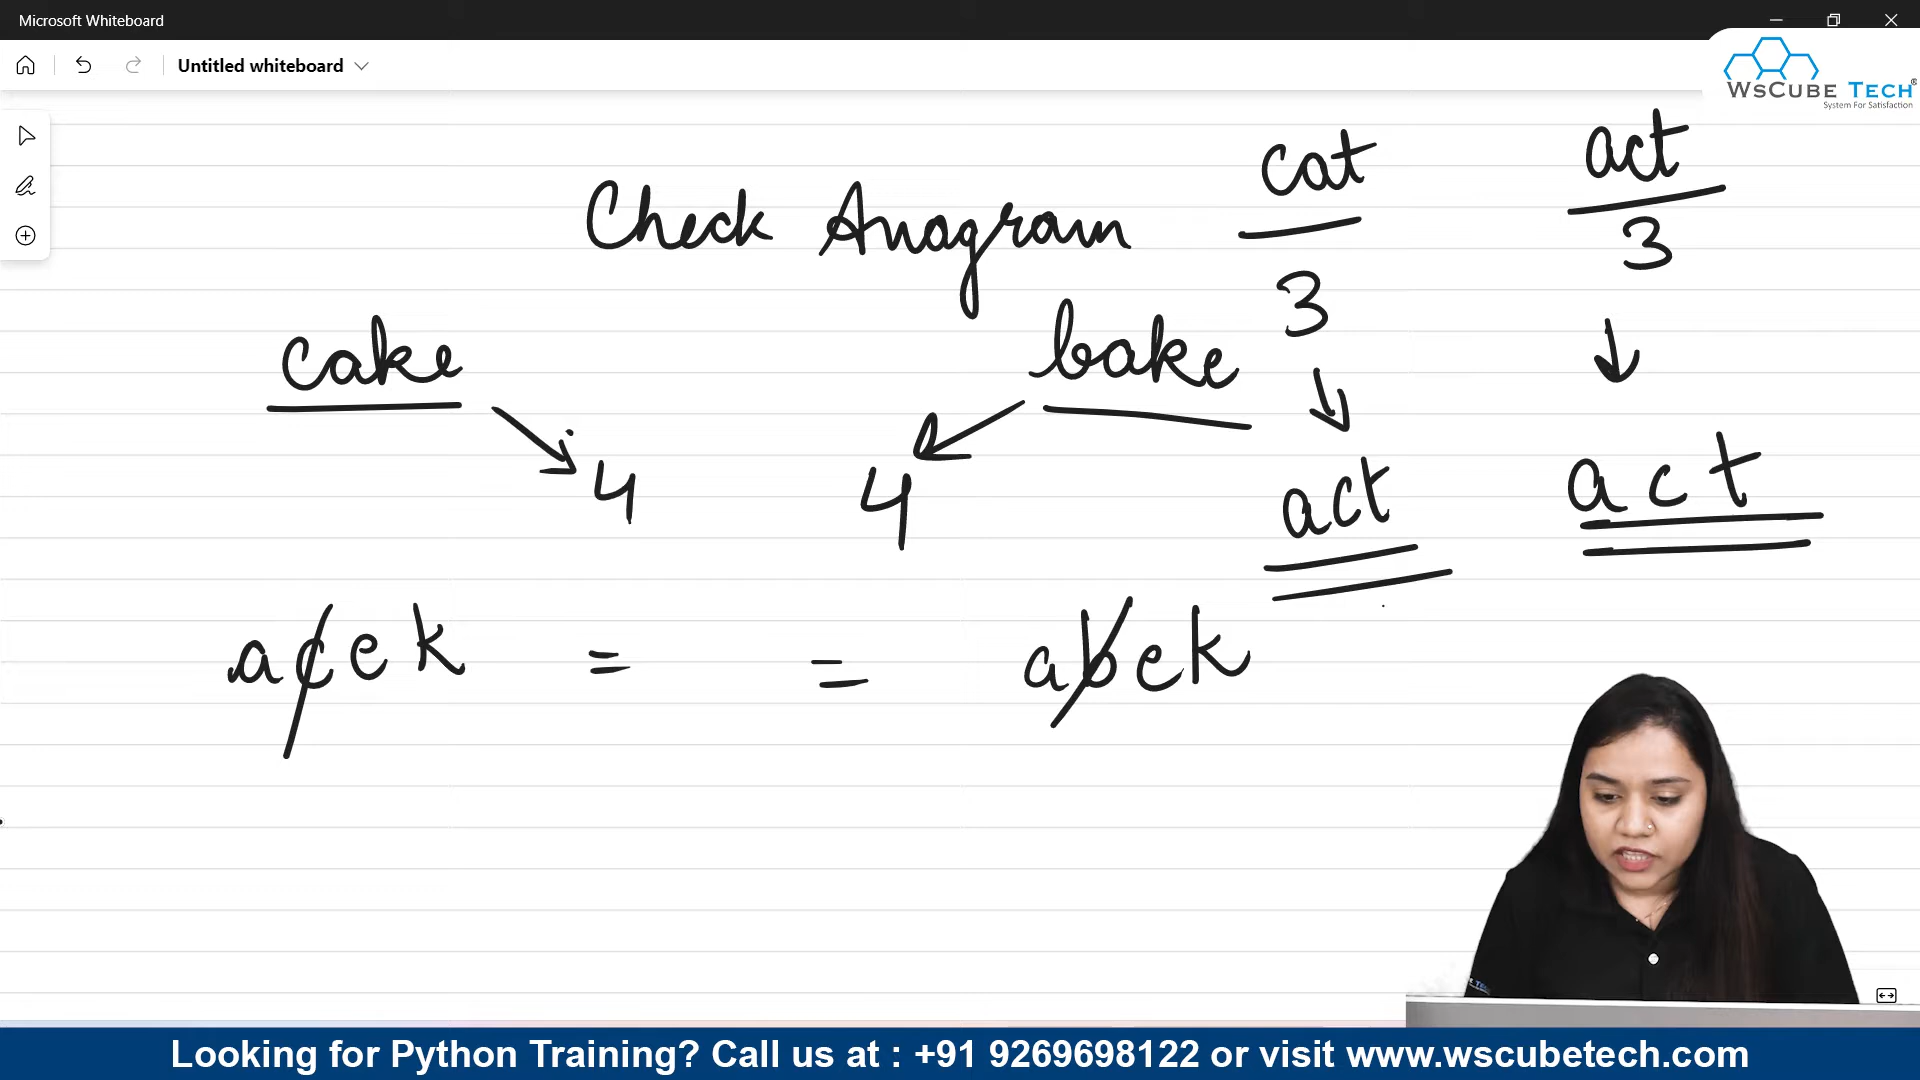 Microsoft Whiteboard
Untitled whiteboard
WsCube Tech®
System For Satisfaction
cat
act
Check Anagram
3
3
cake
bake
4
4
act
act
acek
=
=
abek
Looking for Python Training? Call us at : +91 9269698122 or visit www.wscubetech.com